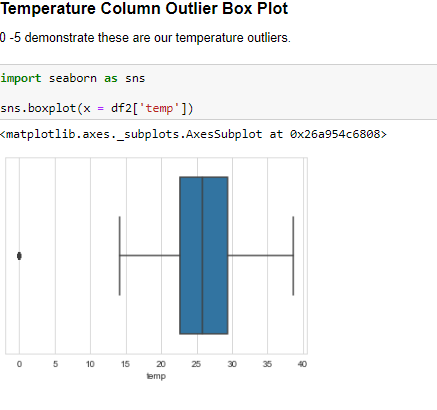 Temperature Column Outlier Box Plot
0 -5 demonstrate these are our temperature outliers.
import seaborn as sns
sns.boxplot(x = df2['temp'])
<matplotlib.axes._subplots.AxesSubplot at 0x26a954c6808>
0 5 10 15 20 25 30 35 40
temp